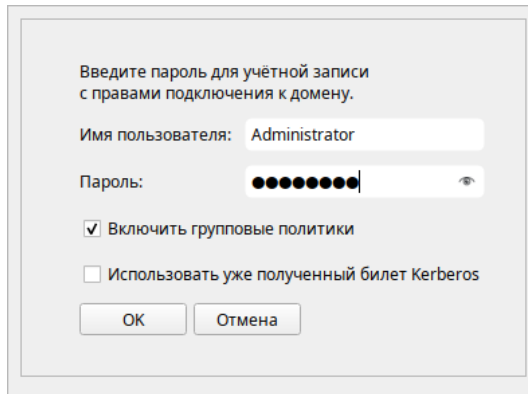 Введите пароль для учётной записи
с правами подключения к домену.
Имя пользователя: Administrator
Пароль: ●●●●●●●●
Включить групповые политики
Использовать уже полученный билет Kerberos
OK Отмена